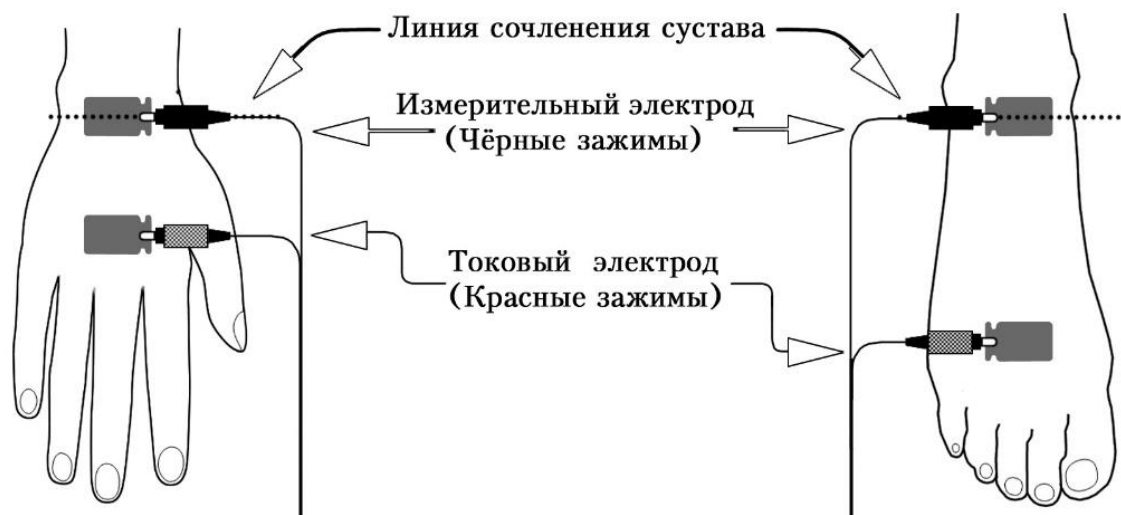 Линия сочленения сустава
Измерительный электрод
(Чёрные зажимы)
Токовый электрод
(Красные зажимы)